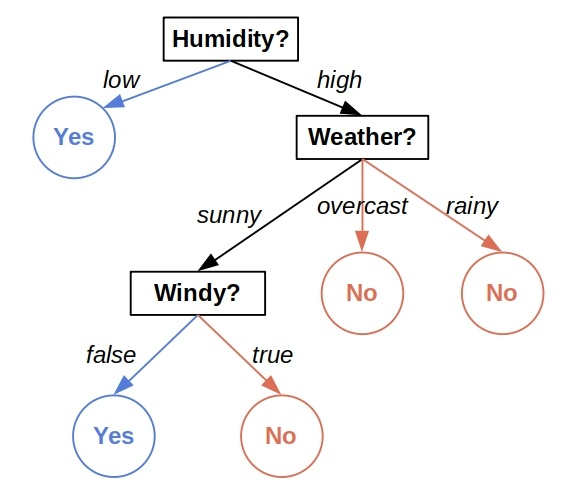 Humidity?
low
high
Yes
Weather?
sunny
overcast
rainy
Windy?
No
No
false
true
Yes
No